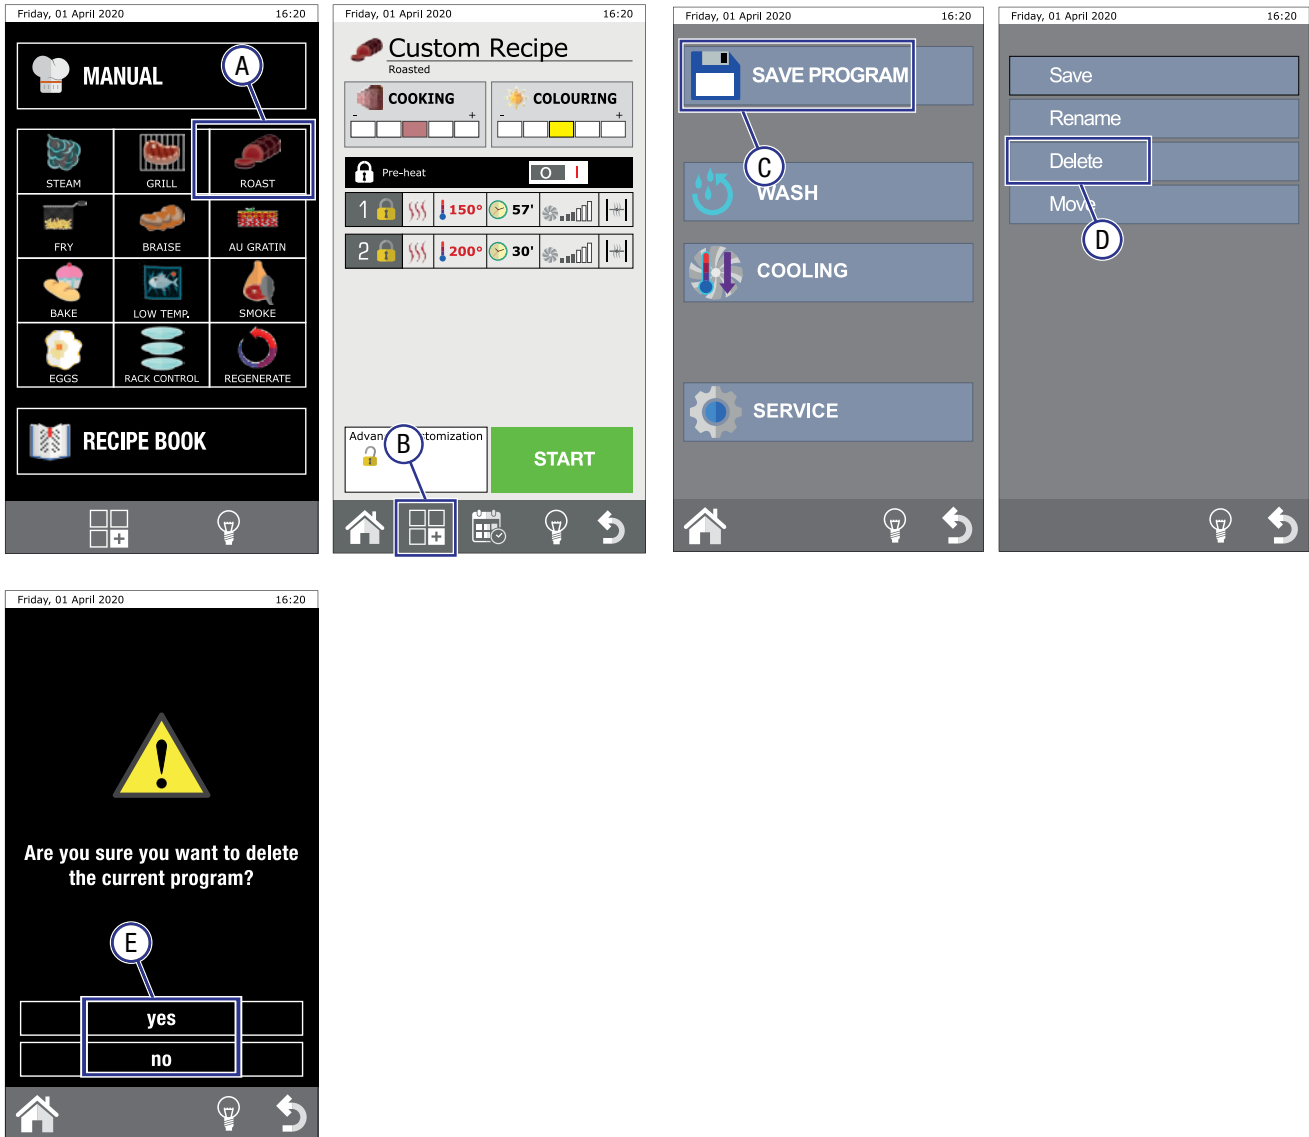 Friday, 01 April 2020 16:20
MANUAL
A
STEAM GRILL ROAST
FRY BRAISE AU GRATIN
BAKE LOW TEMP. SMOKE
EGGS RACK CONTROL REGENERATE
RECIPE BOOK
Friday, 01 April 2020 16:20
Custom Recipe
Roasted
COOKING COLOURING
- + - +
Pre-heat O I
1 150° 57'
2 200° 30'
Advan tomization
B
START
Friday, 01 April 2020 16:20
SAVE PROGRAM
C
WASH
COOLING
SERVICE
Friday, 01 April 2020 16:20
Save
Rename
Delete
Move
D
Friday, 01 April 2020 16:20
!
Are you sure you want to delete
the current program?
E
yes
no